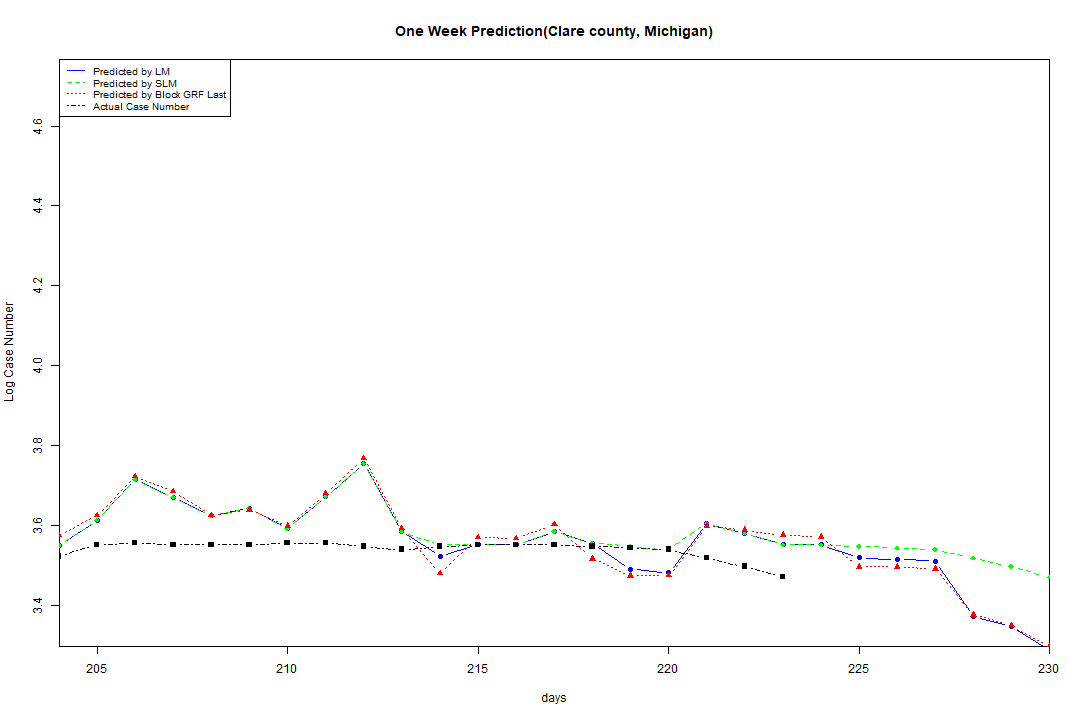 One Week Prediction(Clare county, Michigan)
Predicted by LM
Predicted by SLM
Predicted by Block GRF Last
Actual Case Number
4.6
4.4
4.2
4.0
3.8
3.6
3.4
Log Case Number
205 210 215 220 225 230
days